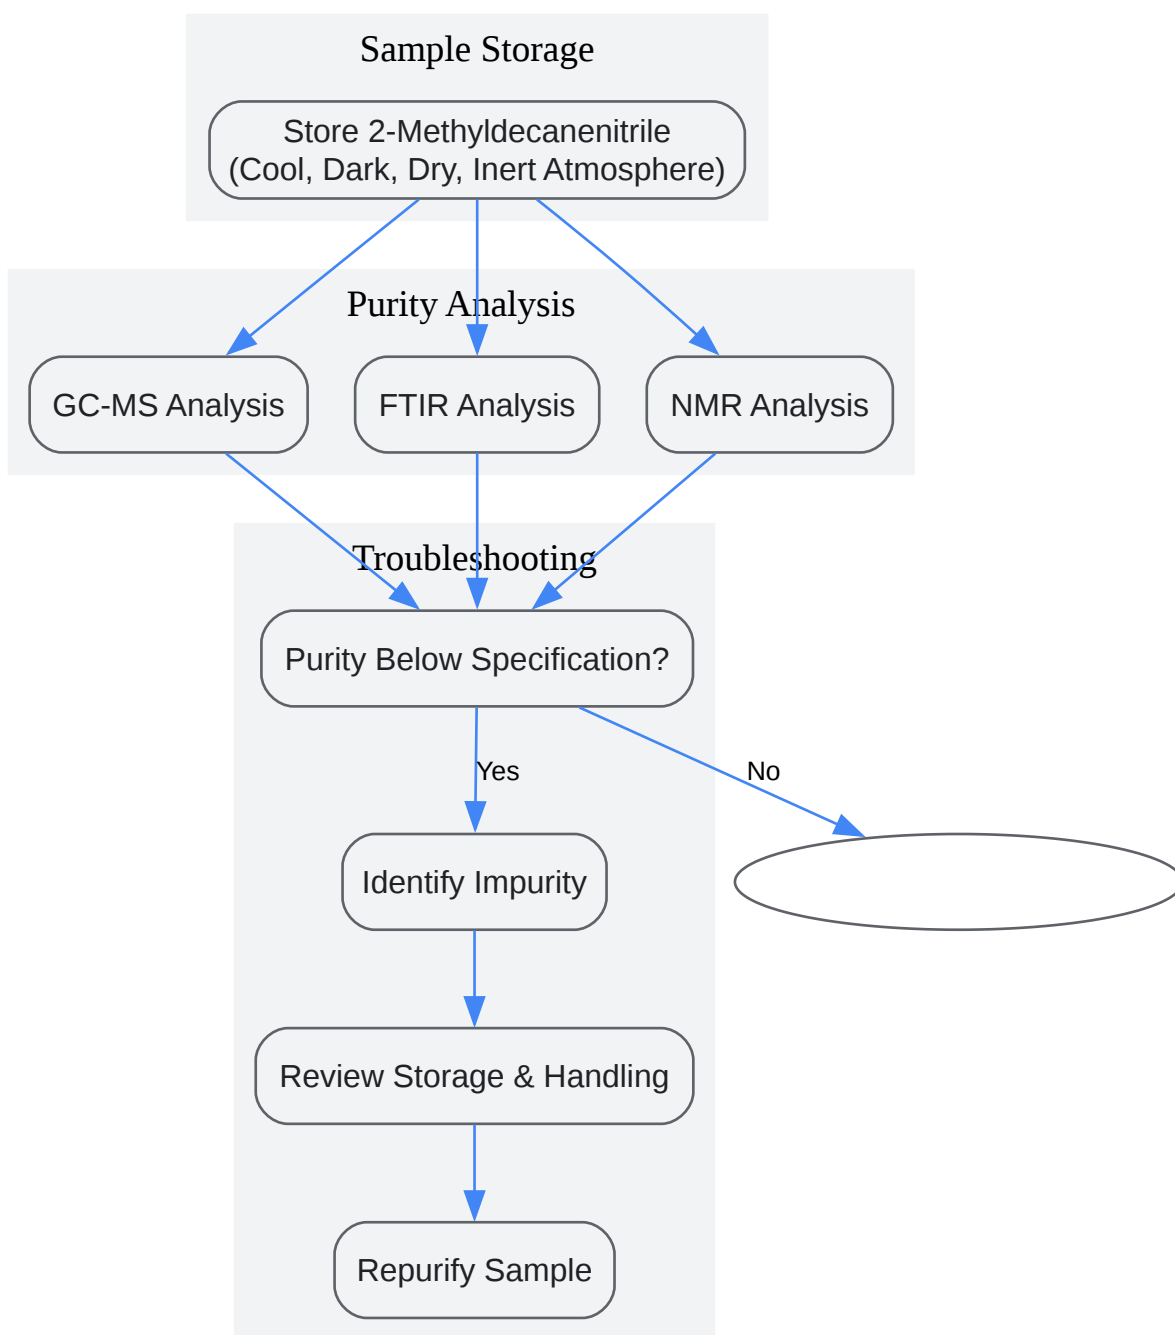 Sample Storage
Store 2-Methyldecanenitrile
(Cool, Dark, Dry, Inert Atmosphere)
Purity Analysis
GC-MS Analysis
FTIR Analysis
NMR Analysis
Troubleshooting
Purity Below Specification?
Yes
No
Identify Impurity
Review Storage & Handling
Repurify Sample